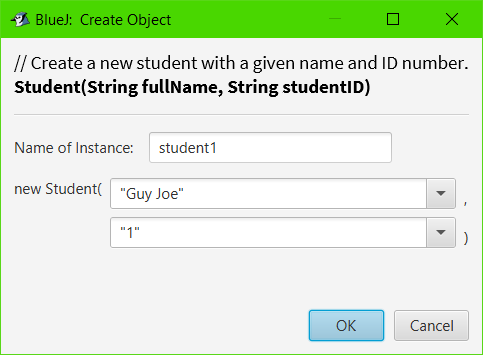 BlueJ: Create Object
// Create a new student with a given name and ID number.
Student(String fullName, String studentID)
Name of Instance: student1
new Student( "Guy Joe" ,
"1" )
OK Cancel